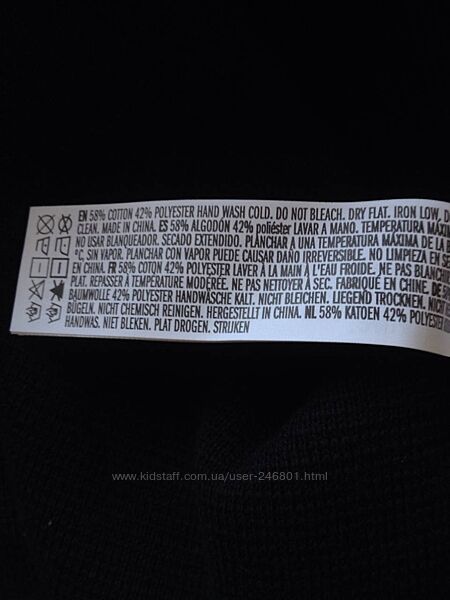 EN 58% COTTON 42% POLYESTER HAND WASH COLD. DO NOT BLEACH. DRY FLAT. IRON LOW,
CLEAN. MADE IN CHINA. ES 58% ALGODÓN 42% poliéster LAVAR A MANO. TEMPERATURA MÁXIMA
NO USAR BLANQUEADOR. SECADO EXTENDIDO. PLANCHAR A UNA TEMPERATURA MÁXIMA DE LA
°C, SIN VAPOR. PLANCHAR CON VAPOR PUEDE CAUSAR DAÑO IRREVERSIBLE. NO LIMPIEZA EN
EN CHINA. FR 58% COTON 42% POLYESTER LAVER À LA MAIN À L'EAU FROIDE. NE PAS BLANCHIR
PLAT. REPASSER À TEMPÉRATURE MODÉRÉE. NE PAS NETTOYER À SEC. FABRIQUÉ EN CHINE. DE
BAUMWOLLE 42% POLYESTER HANDWÄSCHE KALT. NICHT BLEICHEN. LIEGEND TROCKNEN.
BÜGELN. NICHT CHEMISCH REINIGEN. HERGESTELLT IN CHINA. NL 58% KATOEN 42% POLYESTER
HANDWAS. NIET BLEKEN. PLAT DROGEN. STRIJKEN
www.kidstaff.com.ua/user-246801.html